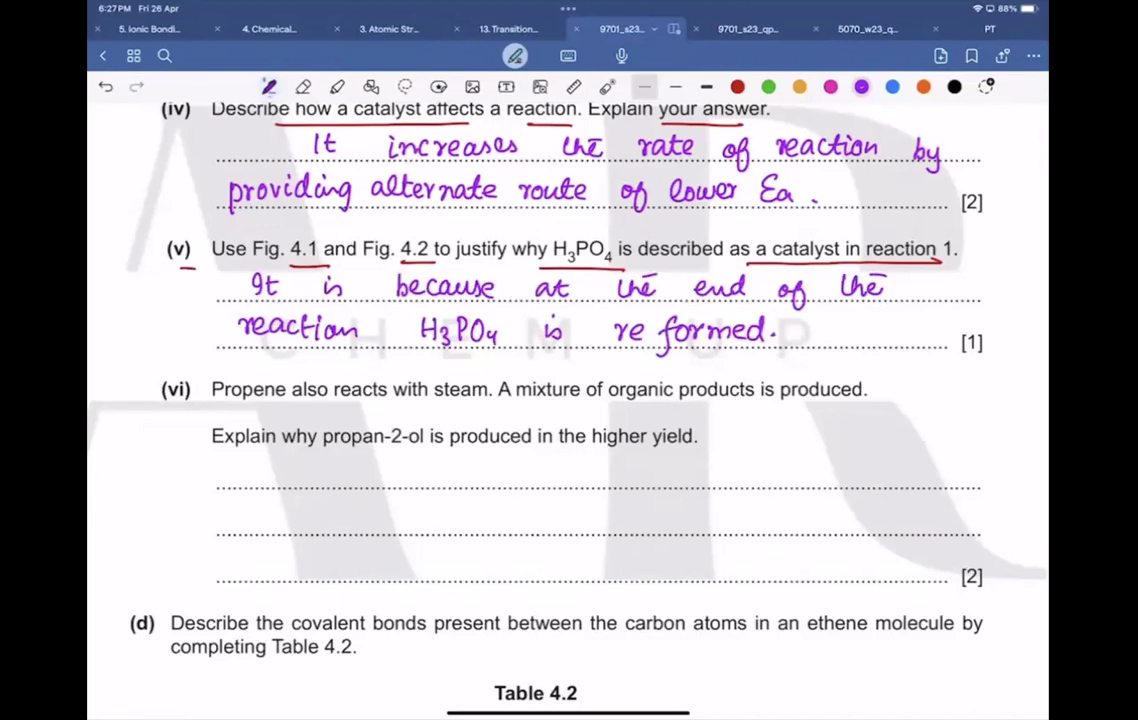 6:27 PM Fri 26 Apr
88%
5. Ionic Bondi...
4. Chemical...
3. Atomic Str...
13. Transition...
9701_s23...
9701_s23_qp...
5070_w23_q...
PT
(iv) Describe how a catalyst affects a reaction. Explain your answer.
It increases the rate of reaction by
providing alternate route of lower Ea.
[2]
(v) Use Fig. 4.1 and Fig. 4.2 to justify why H₃PO₄ is described as a catalyst in reaction 1.
It is because at the end of the
reaction H₃PO₄ is re formed.
[1]
CHEM UP
(vi) Propene also reacts with steam. A mixture of organic products is produced.
Explain why propan-2-ol is produced in the higher yield.
[2]
(d) Describe the covalent bonds present between the carbon atoms in an ethene molecule by
completing Table 4.2.
Table 4.2